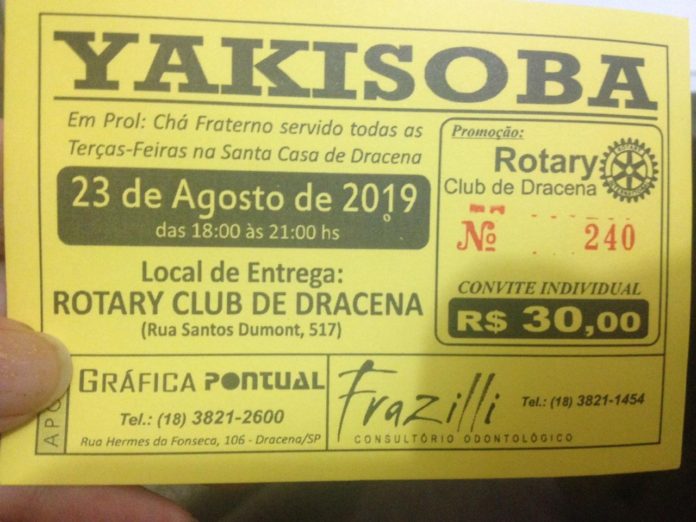 YAKISOBA
Em Prol: Chá Fraterno servido todas as
Terças-Feiras na Santa Casa de Dracena
23 de Agosto de 2019
das 18:00 às 21:00 hs
Local de Entrega:
ROTARY CLUB DE DRACENA
(Rua Santos Dumont, 517)
Promoção:
Rotary
Club de Dracena
ROTARY
INTERNATIONAL
Nº 240
CONVITE INDIVIDUAL
R$ 30,00
GRÁFICA PONTUAL
Tel.: (18) 3821-2600
Rua Hermes da Fonseca, 106 - Dracena/SP
Frazilli
CONSULTÓRIO ODONTOLÓGICO
Tel.: (18) 3821-1454